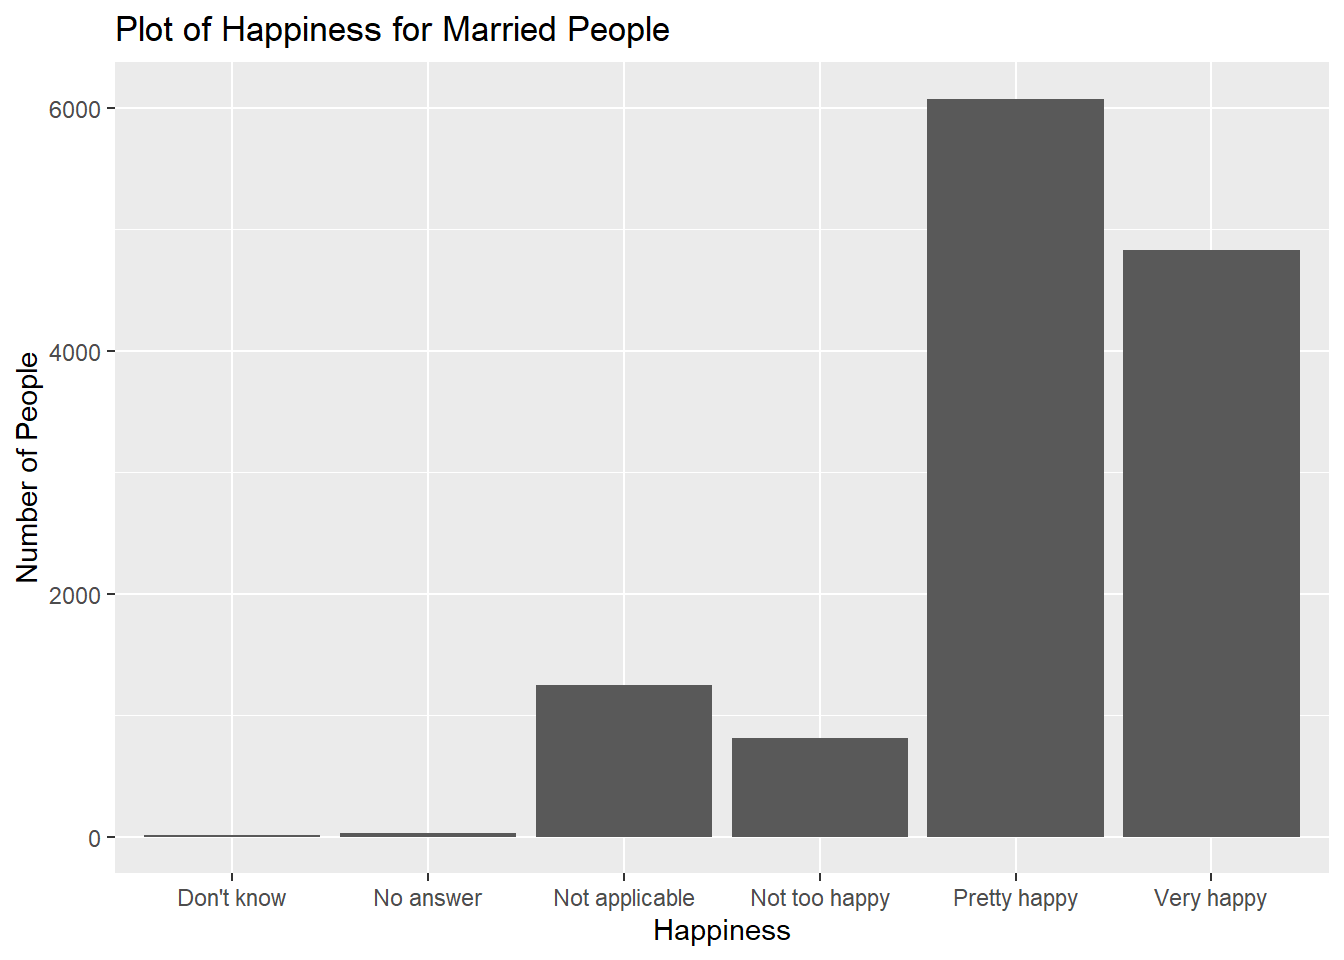 Plot of Happiness for Married People
6000
4000
2000
0
Number of People
Don't know
No answer
Not applicable
Not too happy
Pretty happy
Very happy
Happiness